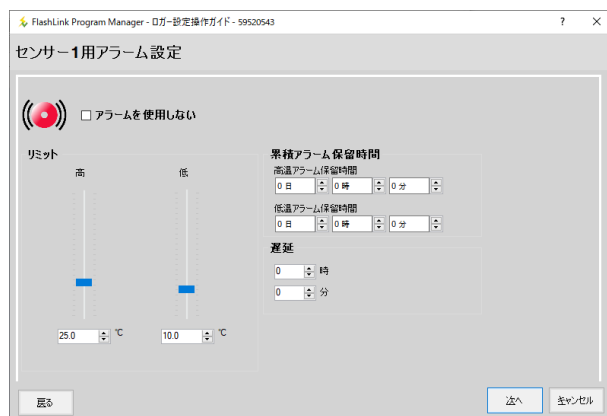 FlashLink Program Manager - ロガー設定操作ガイド - 59520543
センサー1用アラーム設定
アラームを使用しない
リミット
高 低
25.0 ℃ 10.0 ℃
累積アラーム保留時間
高温アラーム保留時間
0 日 0 時 0 分
低温アラーム保留時間
0 日 0 時 0 分
遅延
0 時
0 分
戻る 次へ キャンセル